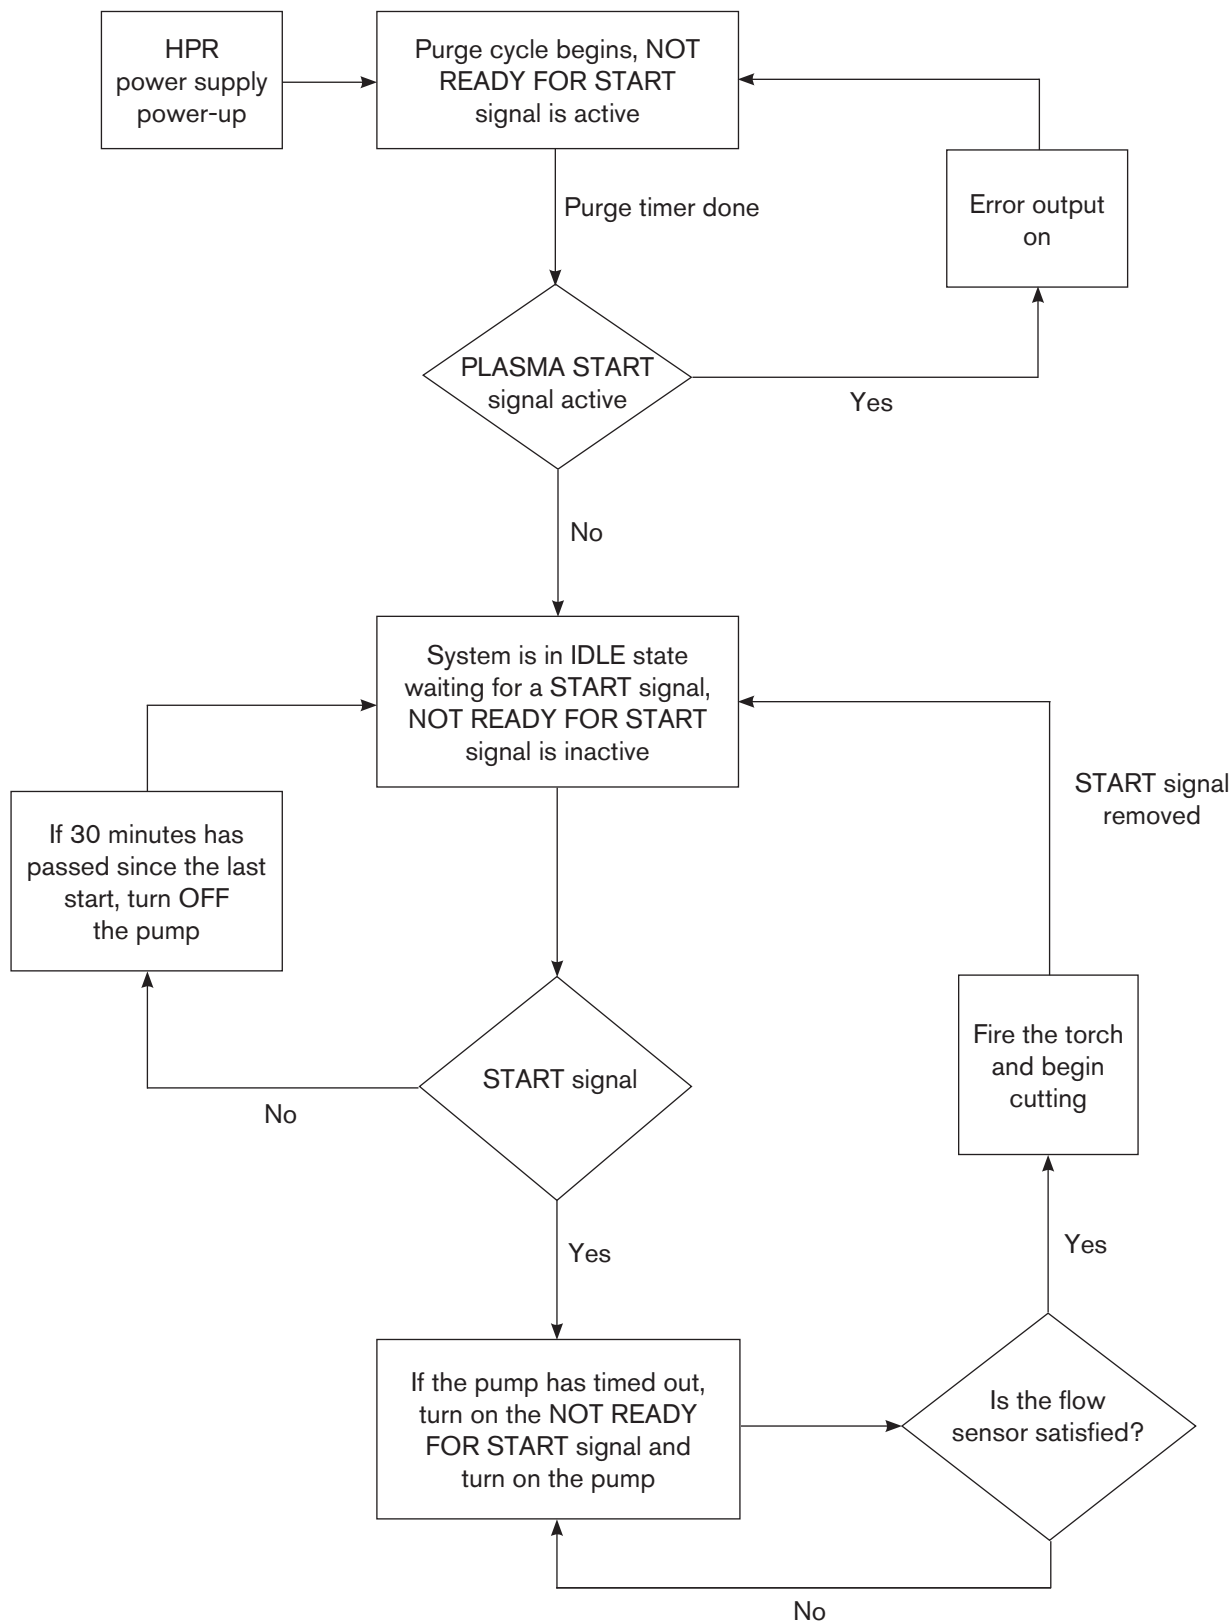 HPR
power supply
power-up
Purge cycle begins, NOT
READY FOR START
signal is active
Error output
on
Purge timer done
PLASMA START
signal active
Yes
No
System is in IDLE state
waiting for a START signal,
NOT READY FOR START
signal is inactive
START signal
removed
If 30 minutes has
passed since the last
start, turn OFF
the pump
START signal
No
Fire the torch
and begin
cutting
Yes
Yes
If the pump has timed out,
turn on the NOT READY
FOR START signal and
turn on the pump
Is the flow
sensor satisfied?
No